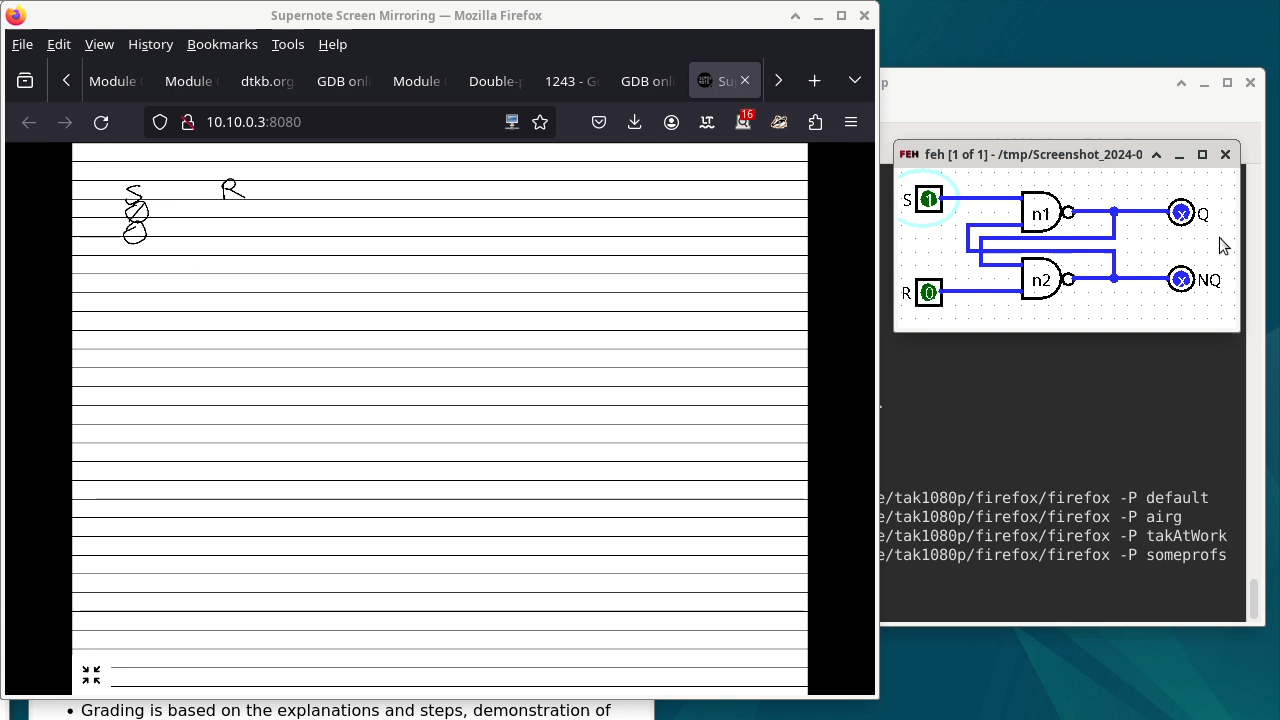 Supernote Screen Mirroring — Mozilla Firefox
File Edit View History Bookmarks Tools Help
Module Module dtkb.org GDB onli Module Double-p 1243 - G GDB onli Su
16
10.10.0.3:8080
S R
0
0
p
FEH feh [1 of 1] - /tmp/Screenshot_2024-0
S 1 n1 x Q
R 0 n2 x NQ
e/tak1080p/firefox/firefox -P default
e/tak1080p/firefox/firefox -P airg
e/tak1080p/firefox/firefox -P takAtWork
e/tak1080p/firefox/firefox -P someprofs
• Grading is based on the explanations and steps, demonstration of